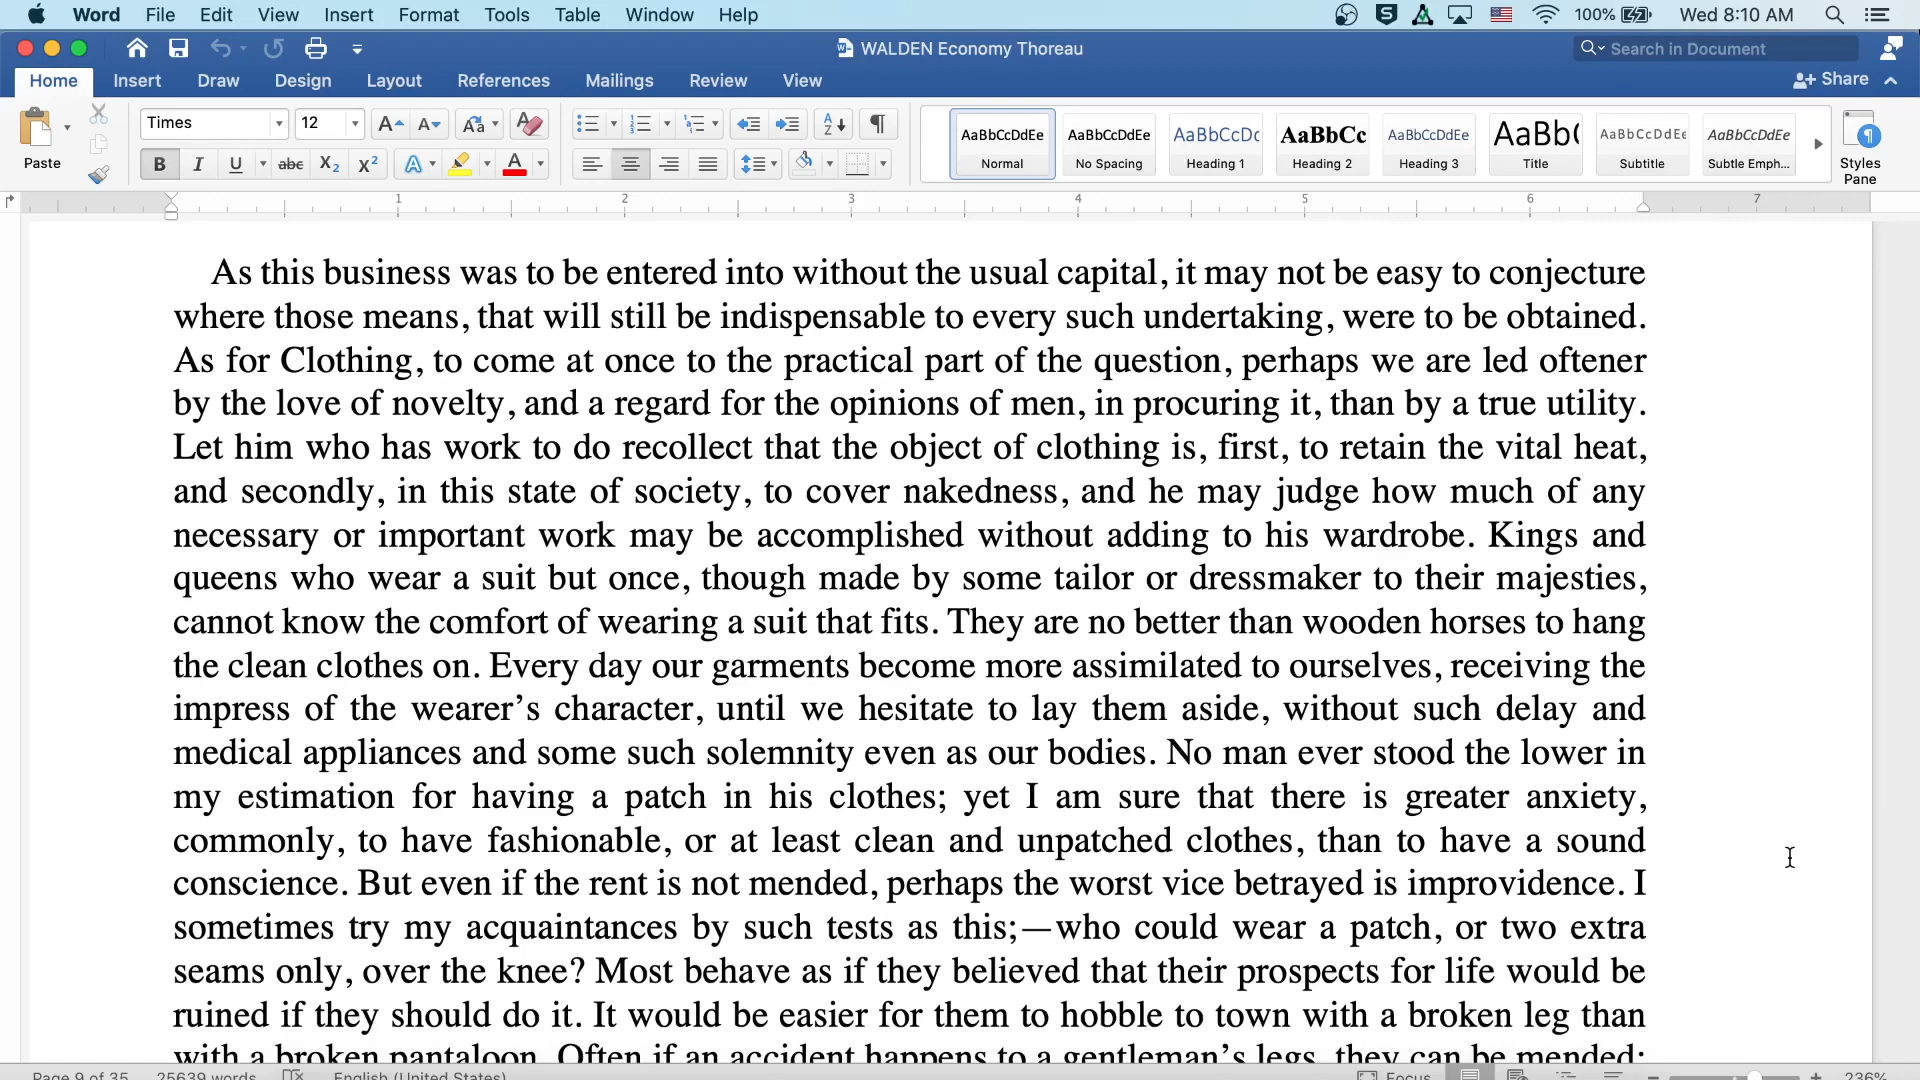 Word File Edit View Insert Format Tools Table Window Help 100% Wed 8:10 AM
WALDEN Economy Thoreau Search in Document
Home Insert Draw Design Layout References Mailings Review View Share
Paste Times 12 AaBbCcDdEe AaBbCcDdEe AaBbCcDc AaBbCc AaBbCcDdEe AaBb( AaBbCcDdEe AaBbCcDdEe
B I U abc X₂ X² A A Normal No Spacing Heading 1 Heading 2 Heading 3 Title Subtitle Subtle Emph... Styles Pane
1 2 3 4 5 6 7
As this business was to be entered into without the usual capital, it may not be easy to conjecture
where those means, that will still be indispensable to every such undertaking, were to be obtained.
As for Clothing, to come at once to the practical part of the question, perhaps we are led oftener
by the love of novelty, and a regard for the opinions of men, in procuring it, than by a true utility.
Let him who has work to do recollect that the object of clothing is, first, to retain the vital heat,
and secondly, in this state of society, to cover nakedness, and he may judge how much of any
necessary or important work may be accomplished without adding to his wardrobe. Kings and
queens who wear a suit but once, though made by some tailor or dressmaker to their majesties,
cannot know the comfort of wearing a suit that fits. They are no better than wooden horses to hang
the clean clothes on. Every day our garments become more assimilated to ourselves, receiving the
impress of the wearer’s character, until we hesitate to lay them aside, without such delay and
medical appliances and some such solemnity even as our bodies. No man ever stood the lower in
my estimation for having a patch in his clothes; yet I am sure that there is greater anxiety,
commonly, to have fashionable, or at least clean and unpatched clothes, than to have a sound
conscience. But even if the rent is not mended, perhaps the worst vice betrayed is improvidence. I
sometimes try my acquaintances by such tests as this;—who could wear a patch, or two extra
seams only, over the knee? Most behave as if they believed that their prospects for life would be
ruined if they should do it. It would be easier for them to hobble to town with a broken leg than
with a broken pantaloon. Often if an accident happens to a gentleman’s legs, they can be mended;
Page 9 of 35 25639 words English (United States) Focus 236%